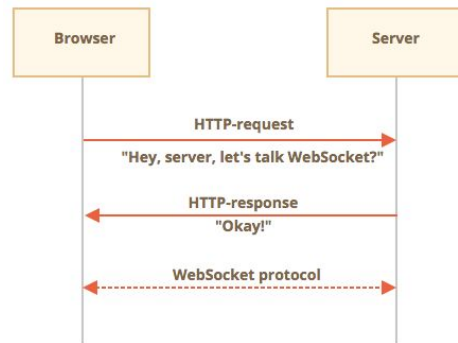 Browser
Server
HTTP-request
"Hey, server, let's talk WebSocket?"
HTTP-response
"Okay!"
WebSocket protocol